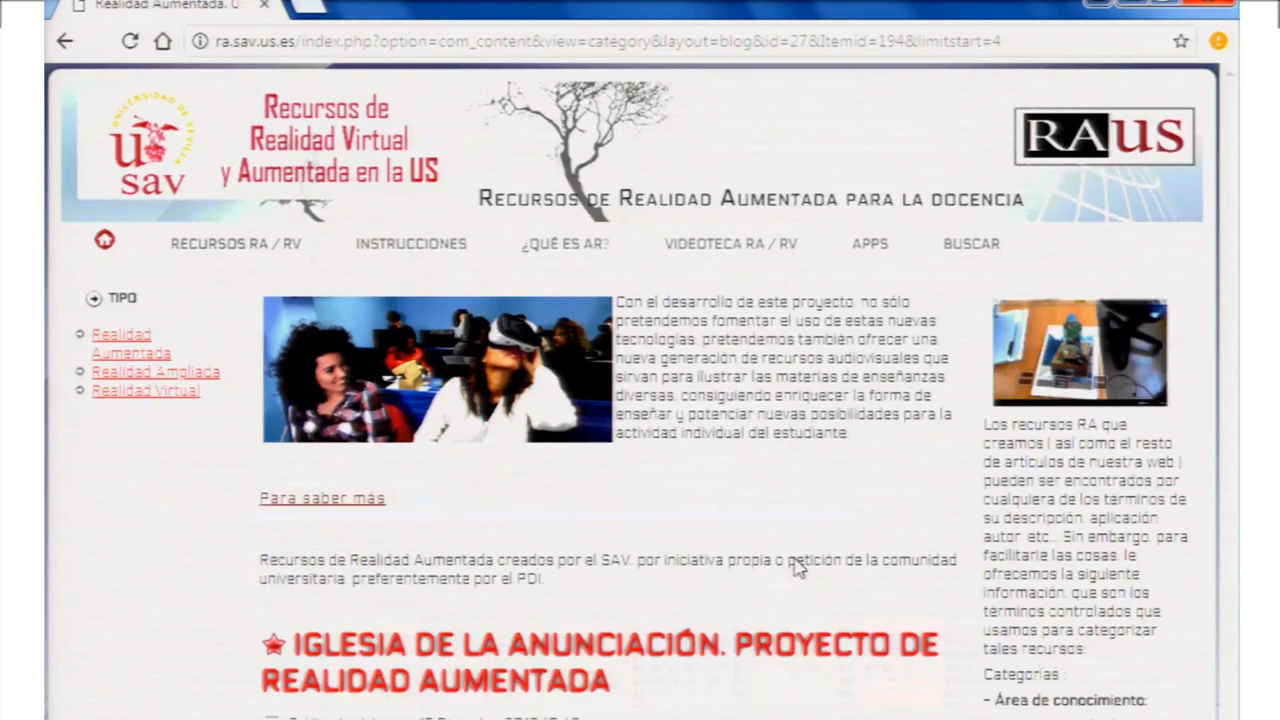 Realidad Aumentada. U
ra.sav.us.es/index.php?option=com_content&view=category&layout=blog&id=27&Itemid=194&limitstart=4
UNIVERSIDAD DE SEVILLA
us
sav
Recursos de
Realidad Virtual
y Aumentada en la US
RAUS
RECURSOS DE REALIDAD AUMENTADA PARA LA DOCENCIA
RECURSOS RA / RV INSTRUCCIONES ¿QUÉ ES AR? VIDEOTECA RA / RV APPS BUSCAR
TIPO
Realidad
Aumentada
Realidad Ampliada
Realidad Virtual
Con el desarrollo de este proyecto, no sólo
pretendemos fomentar el uso de estas nuevas
tecnologías, pretendemos también ofrecer una
nueva generación de recursos audiovisuales que
sirvan para ilustrar las materias de enseñanzas
diversas, consiguiendo enriquecer la forma de
enseñar y potenciar nuevas posibilidades para la
actividad individual del estudiante.
Para saber más
Recursos de Realidad Aumentada creados por el SAV, por iniciativa propia o petición de la comunidad
universitaria, preferentemente por el PDI.
IGLESIA DE LA ANUNCIACIÓN. PROYECTO DE
REALIDAD AUMENTADA
Los recursos RA que
creamos ( así como el resto
de artículos de nuestra web )
pueden ser encontrados por
cualquiera de los términos de
su descripción, aplicación,
autor, etc... Sin embargo, para
facilitarle las cosas, le
ofrecemos la siguiente
información, que son los
términos controlados que
usamos para categorizar
tales recursos:
Categorías :
- Área de conocimiento: